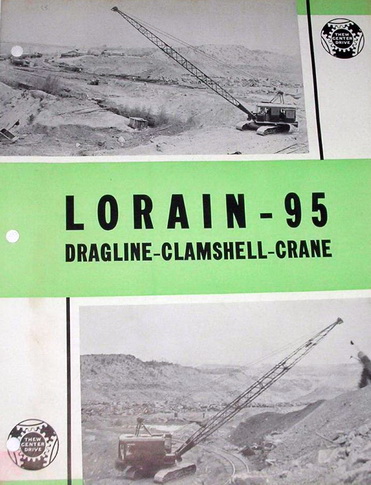 THEW
CENTER
DRIVE
LORAIN-95
DRAGLINE-CLAMSHELL-CRANE
THEW
CENTER
DRIVE